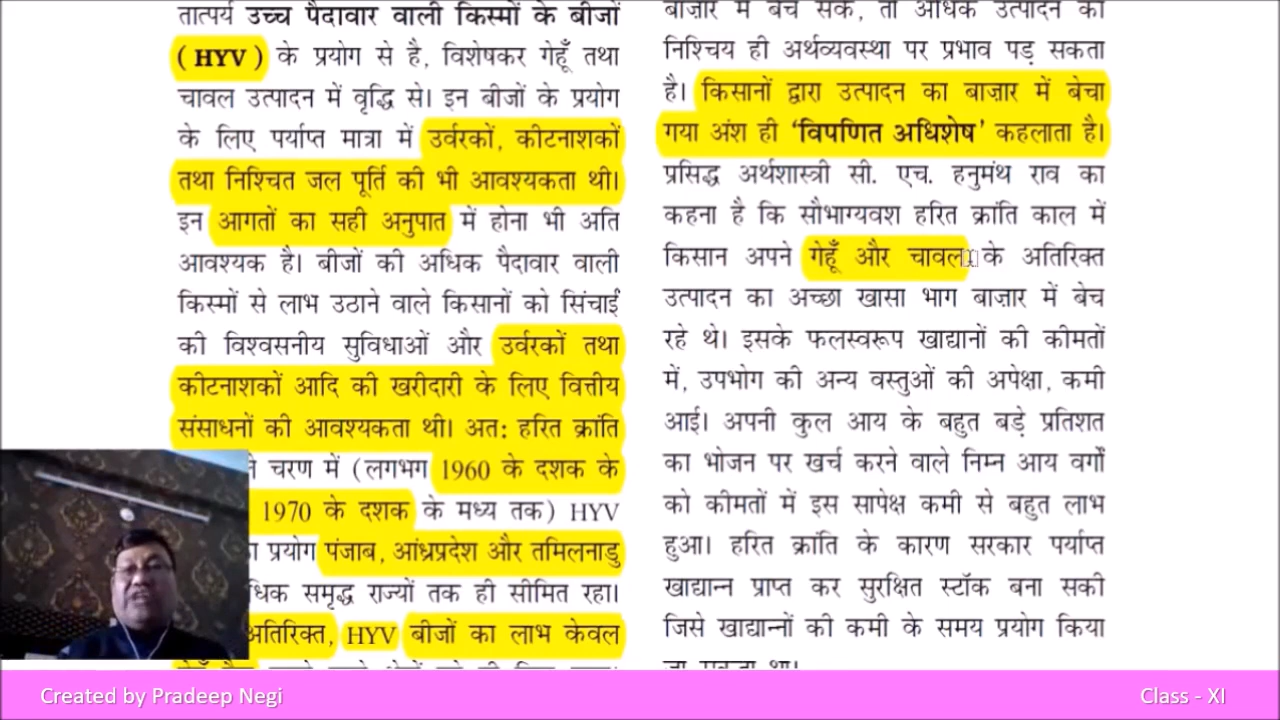 तात्पर्य उच्च पैदावार वाली किस्मों के बीजों
(HYV) के प्रयोग से है, विशेषकर गेहूँ तथा
चावल उत्पादन में वृद्धि से। इन बीजों के प्रयोग
के लिए पर्याप्त मात्रा में उर्वरकों, कीटनाशकों
तथा निश्चित जल पूर्ति की भी आवश्यकता थी।
इन आगतों का सही अनुपात में होना भी अति
आवश्यक है। बीजों की अधिक पैदावार वाली
किस्मों से लाभ उठाने वाले किसानों को सिंचाई
की विश्वसनीय सुविधाओं और उर्वरकों तथा
कीटनाशकों आदि की खरीदारी के लिए वित्तीय
संसाधनों की आवश्यकता थी। अत: हरित क्रांति
चरण में (लगभग 1960 के दशक के
1970 के दशक के मध्य तक) HYV
प्रयोग पंजाब, आंध्रप्रदेश और तमिलनाडु
समृद्ध राज्यों तक ही सीमित रहा।
अतिरिक्त, HYV बीजों का लाभ केवल
बाज़ार में बेच सकें, तो अधिक उत्पादन का
निश्चिय ही अर्थव्यवस्था पर प्रभाव पड़ सकता
है। किसानों द्वारा उत्पादन का बाज़ार में बेचा
गया अंश ही ‘विपणित अधिशेष’ कहलाता है।
प्रसिद्ध अर्थशास्त्री सी. एच. हनुमंथ राव का
कहना है कि सौभाग्यवश हरित क्रांति काल में
किसान अपने गेहूँ और चावल के अतिरिक्त
उत्पादन का अच्छा खासा भाग बाज़ार में बेच
रहे थे। इसके फलस्वरूप खाद्यानों की कीमतों
में, उपभोग की अन्य वस्तुओं की अपेक्षा, कमी
आई। अपनी कुल आय के बहुत बड़े प्रतिशत
का भोजन पर खर्च करने वाले निम्न आय वर्गों
को कीमतों में इस सापेक्ष कमी से बहुत लाभ
हुआ। हरित क्रांति के कारण सरकार पर्याप्त
खाद्यान्न प्राप्त कर सुरक्षित स्टॉक बना सकी
जिसे खाद्यान्नों की कमी के समय प्रयोग किया
Created by Pradeep Negi
Class - XI